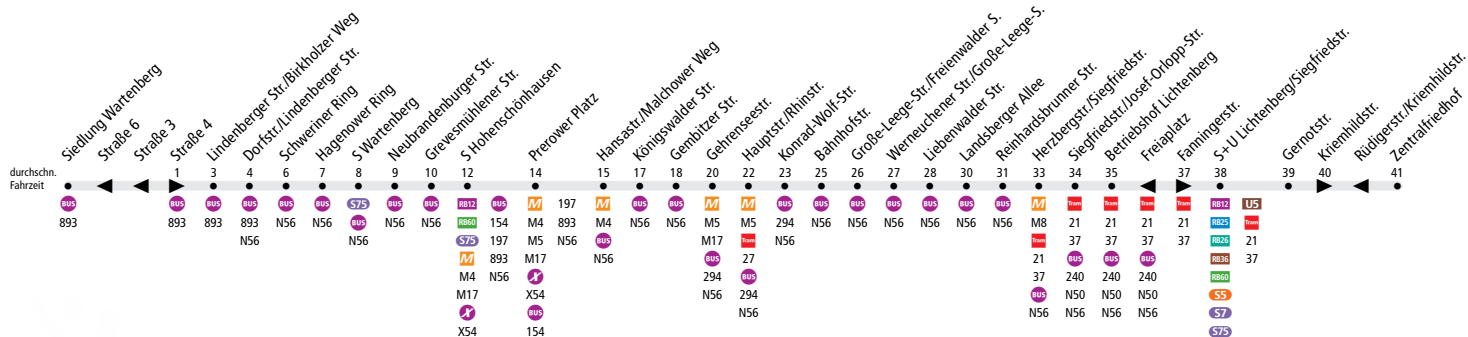 Siedlung Wartenberg
Straße 6
Straße 3
Straße 4
Lindenberger Str./Birkholzer Weg
Dorfstr./Lindenberger Str.
Schweriner Ring
Hagenower Ring
S Wartenberg
Neubrandenburger Str.
Grevesmühlener Str.
S Hohenschönhausen
Prerower Platz
Hansastr./Malchower Weg
Königswalder Str.
Gembitzer Str.
Gehrenseestr.
Hauptstr./Rhinstr.
Konrad-Wolf-Str.
Bahnhofstr.
Große-Leege-Str./Freienwalder S.
Werneuchener Str./Große-Leege-S.
Liebenwalder Str.
Landsberger Allee
Reinhardsbrunner Str.
Herzbergstr./Siegfriedstr.
Siegfriedstr./Josef-Orlopp-Str.
Betriebshof Lichtenberg
Freiaplatz
Fanningerstr.
S+U Lichtenberg/Siegfriedstr.
Gernotstr.
Kriemhildstr.
Rüdigerstr./Kriemhildstr.
Zentralfriedhof
durchschn.
Fahrzeit
1 3 4 6 7 8 9 10 12 14 15 17 18 20 22 23 25 26 27 28 30 31 33 34 35 37 38 39 40 41
BUS BUS BUS BUS BUS BUS S75 BUS BUS RB12 BUS M 197 M BUS BUS M M BUS BUS BUS BUS BUS BUS BUS M Tram Tram Tram Tram RB12 U5
893 893 893 893 N56 N56 BUS N56 N56 RB60 154 M4 893 M4 N56 N56 M5 M5 294 N56 N56 N56 N56 N56 N56 M8 21 21 21 21 RB25 Tram
N56 N56 S75 197 M5 N56 BUS M17 Tram N56 Tram 37 37 37 37 RB26 21
M 893 M17 N56 BUS 27 21 BUS BUS BUS RB36 37
M4 N56 X 294 BUS 37 240 240 240 RB60
M17 X54 N56 294 BUS N50 N50 N50 S5
X BUS N56 N56 N56 N56 N56 S7
X54 154 S75